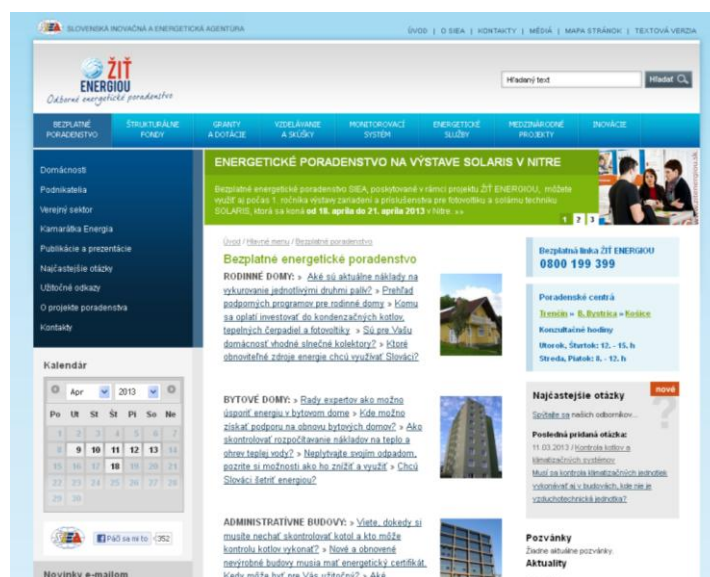 SLOVENSKÁ INOVAČNÁ A ENERGETICKÁ AGENTÚRA
ÚVOD | O SIEA | KONTAKTY | MÉDIÁ | MAPA STRÁNOK | TEXTOVÁ VERZIA
ŽIŤ
ENERGIOU
Odborné energetické poradenstvo
Hľadaný text
Hľadať
BEZPLATNÉ PORADENSTVO
ŠTRUKTURÁLNE FONDY
GRANTY A DOTÁCIE
VZDELÁVANIE A SKÚŠKY
MONITOROVACÍ SYSTÉM
ENERGETICKÉ SLUŽBY
MEDZINÁRODNÉ PROJEKTY
INOVÁCIE
Domácnosti
Podnikatelia
Verejný sektor
Kamarátka Energia
Publikácie a prezentácie
Najčastejšie otázky
Užitočné odkazy
O projekte poradenstva
Kontakty
ENERGETICKÉ PORADENSTVO NA VÝSTAVE SOLARIS V NITRE
Bezplatné energetické poradenstvo SIEA, poskytované v rámci projektu ŽIŤ ENERGIOU, môžete
využiť aj počas 1. ročníka výstavy zariadení a príslušenstva pre fotovoltiku a solárnu techniku
SOLARIS, ktorá sa koná od 18. apríla do 21. apríla 2013 v Nitre. »»
1 2 3
Úvod / Hlavné menu / Bezplatné poradenstvo
Bezplatné energetické poradenstvo
RODINNÉ DOMY: » Aké sú aktuálne náklady na
vykurovanie jednotlivými druhmi palív? » Prehľad
podporných programov pre rodinné domy » Komu
sa oplatí investovať do kondenzačných kotlov,
tepelných čerpadiel a fotovoltiky » Sú pre Vašu
domácnosť vhodné slnečné kolektory? » Ktoré
obnoviteľné zdroje energie chcú využívať Slováci?
BYTOVÉ DOMY: » Rady expertov ako možno
úsporiť energiu v bytovom dome » Kde možno
získať podporu na obnovu bytových domov? » Ako
skontrolovať rozpočítavanie nákladov na teplo a
ohrev teplej vody? » Neplytvajte svojím odpadom,
pozrite si možnosti ako ho znížiť a využiť » Chcú
Slováci šetriť energiou?
ADMINISTRATÍVNE BUDOVY: » Viete, dokedy si
musíte nechať skontrolovať kotol a kto môže
kontrolu kotlov vykonať? » Nové a obnovené
nevýrobné budovy musia mať energetický certifikát.
Kedy môže byť pre Vás užitočný? » Aké
Bezplatná linka ŽIŤ ENERGIOU
0800 199 399
Poradenské centrá
Trenčín » B. Bystrica » Košice
Konzultačné hodiny
Utorok, Štvrtok: 12. - 15. h
Streda, Piatok: 8. - 12. h
nové
Najčastejšie otázky
Spýtajte sa našich odborníkov...
Posledná pridaná otázka:
11.03.2013 / Kontrola kotlov a
klimatizačných systémov
Musí sa kontrola klimatizačných jednotiek
vykonávať aj v budovách, kde nie je
vzduchotechnická jednotka?
Pozvánky
Žiadne aktuálne pozvánky.
Aktuality
Kalendár
Apr 2013
Po Ut St Št Pi So Ne
1 2 3 4 5 6 7
8 9 10 11 12 13 14
15 16 17 18 19 20 21
22 23 24 25 26 27 28
29 30
SIEA
Páči sa mi to 352
Novinky e-mailom